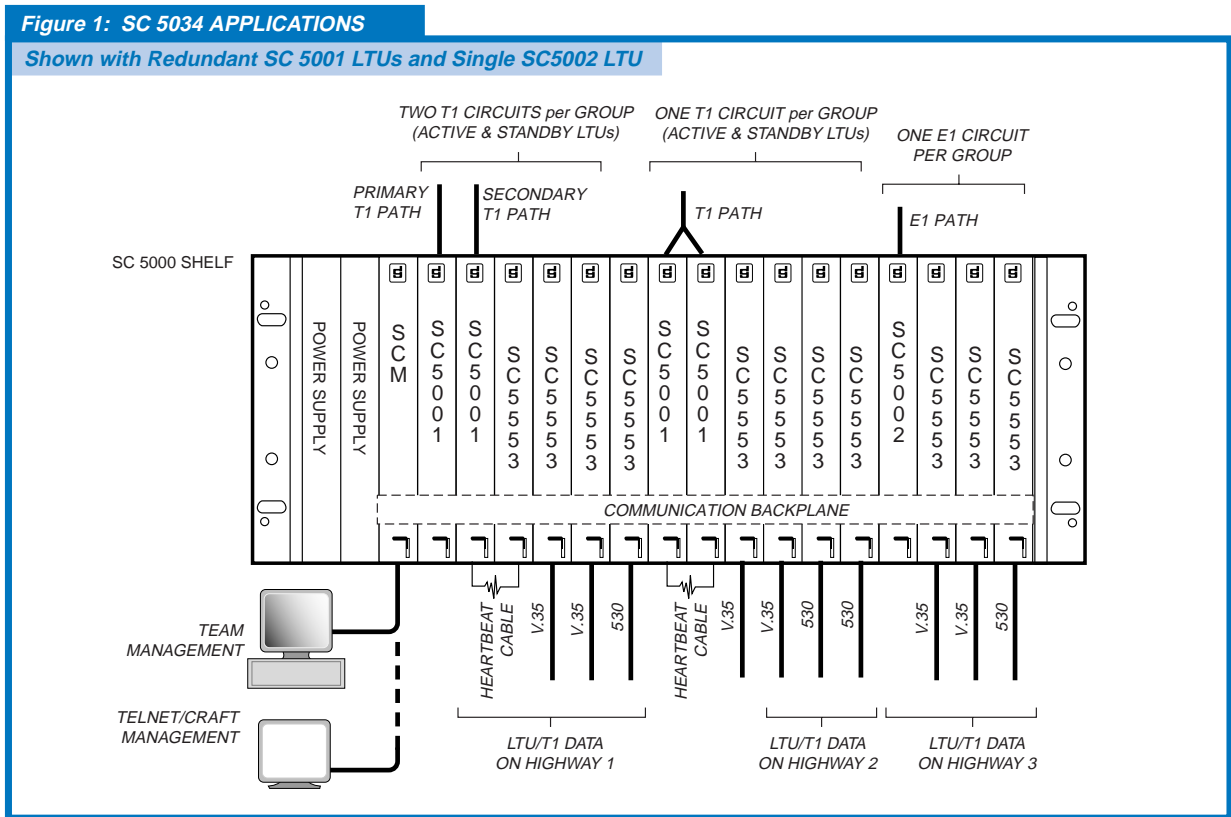 Figure 1: SC 5034 APPLICATIONS
Shown with Redundant SC 5001 LTUs and Single SC5002 LTU
TWO T1 CIRCUITS per GROUP
(ACTIVE & STANDBY LTUs)
ONE T1 CIRCUIT per GROUP
(ACTIVE & STANDBY LTUs)
ONE E1 CIRCUIT
PER GROUP
PRIMARY
T1 PATH
SECONDARY
T1 PATH
T1 PATH
E1 PATH
SC 5000 SHELF
POWER SUPPLY
POWER SUPPLY
SCM
SC5001
SC5001
SC5553
SC5553
SC5553
SC5553
SC5001
SC5001
SC5553
SC5553
SC5553
SC5553
SC5002
SC5553
SC5553
SC5553
COMMUNICATION BACKPLANE
HEARTBEAT
CABLE
V.35
V.35
530
HEARTBEAT
CABLE
V.35
V.35
530
530
V.35
V.35
530
TEAM
MANAGEMENT
TELNET/CRAFT
MANAGEMENT
LTU/T1 DATA
ON HIGHWAY 1
LTU/T1 DATA
ON HIGHWAY 2
LTU/T1 DATA
ON HIGHWAY 3